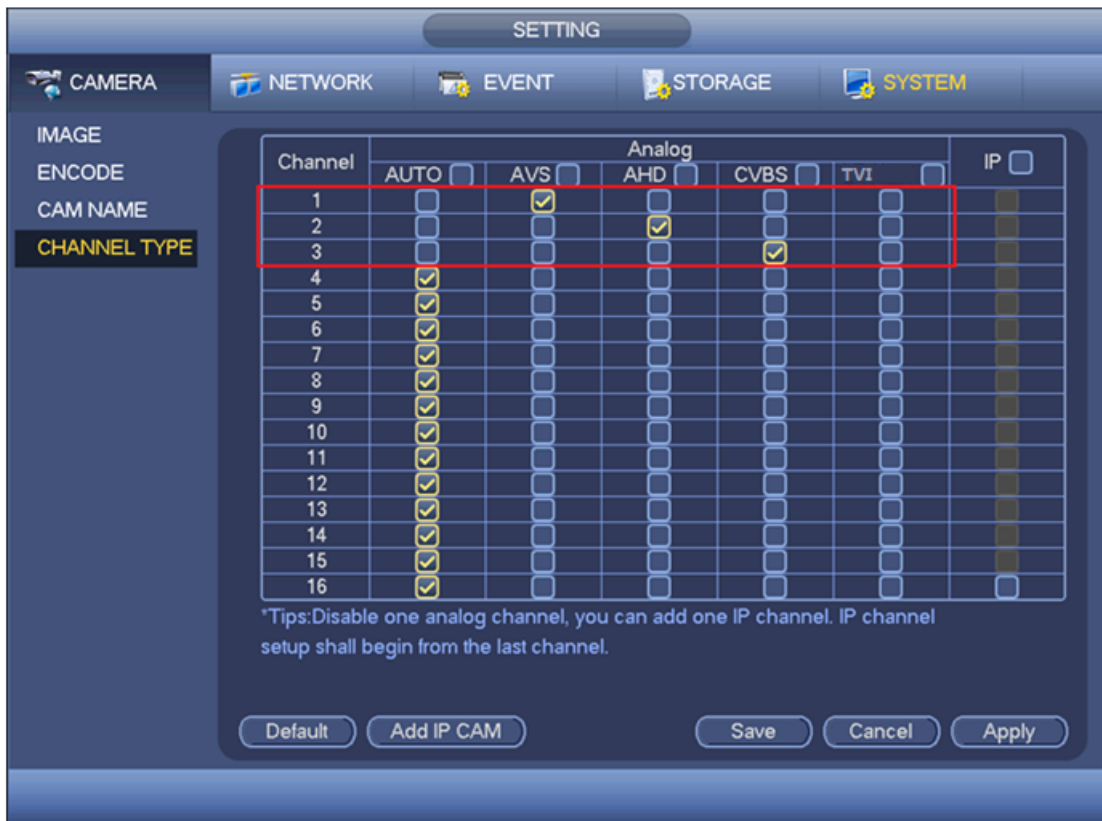 SETTING
CAMERA NETWORK EVENT STORAGE SYSTEM
IMAGE
ENCODE
CAM NAME
CHANNEL TYPE
Channel Analog IP
AUTO AVS AHD CVBS TVI
1
2
3
4
5
6
7
8
9
10
11
12
13
14
15
16
*Tips:Disable one analog channel, you can add one IP channel. IP channel
setup shall begin from the last channel.
Default Add IP CAM Save Cancel Apply